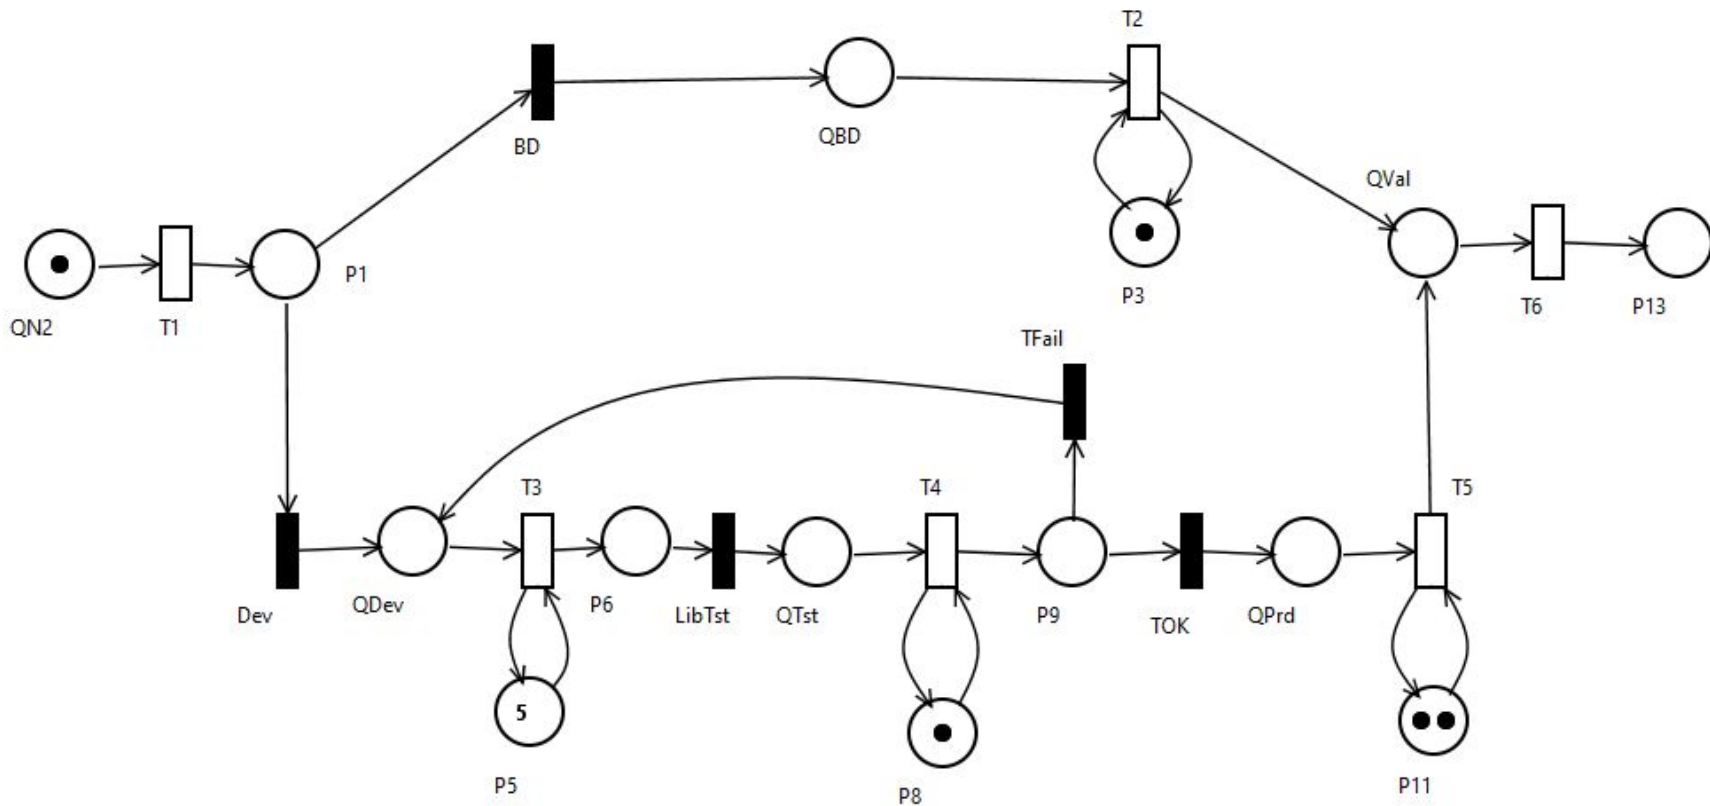 T2
BD
QBD
QVal
P1
P3
QN2
T1
T6
P13
TFail
T3
T4
T5
Dev
QDev
P6
LibTst
QTst
P9
TOK
QPrd
5
P5
P8
P11